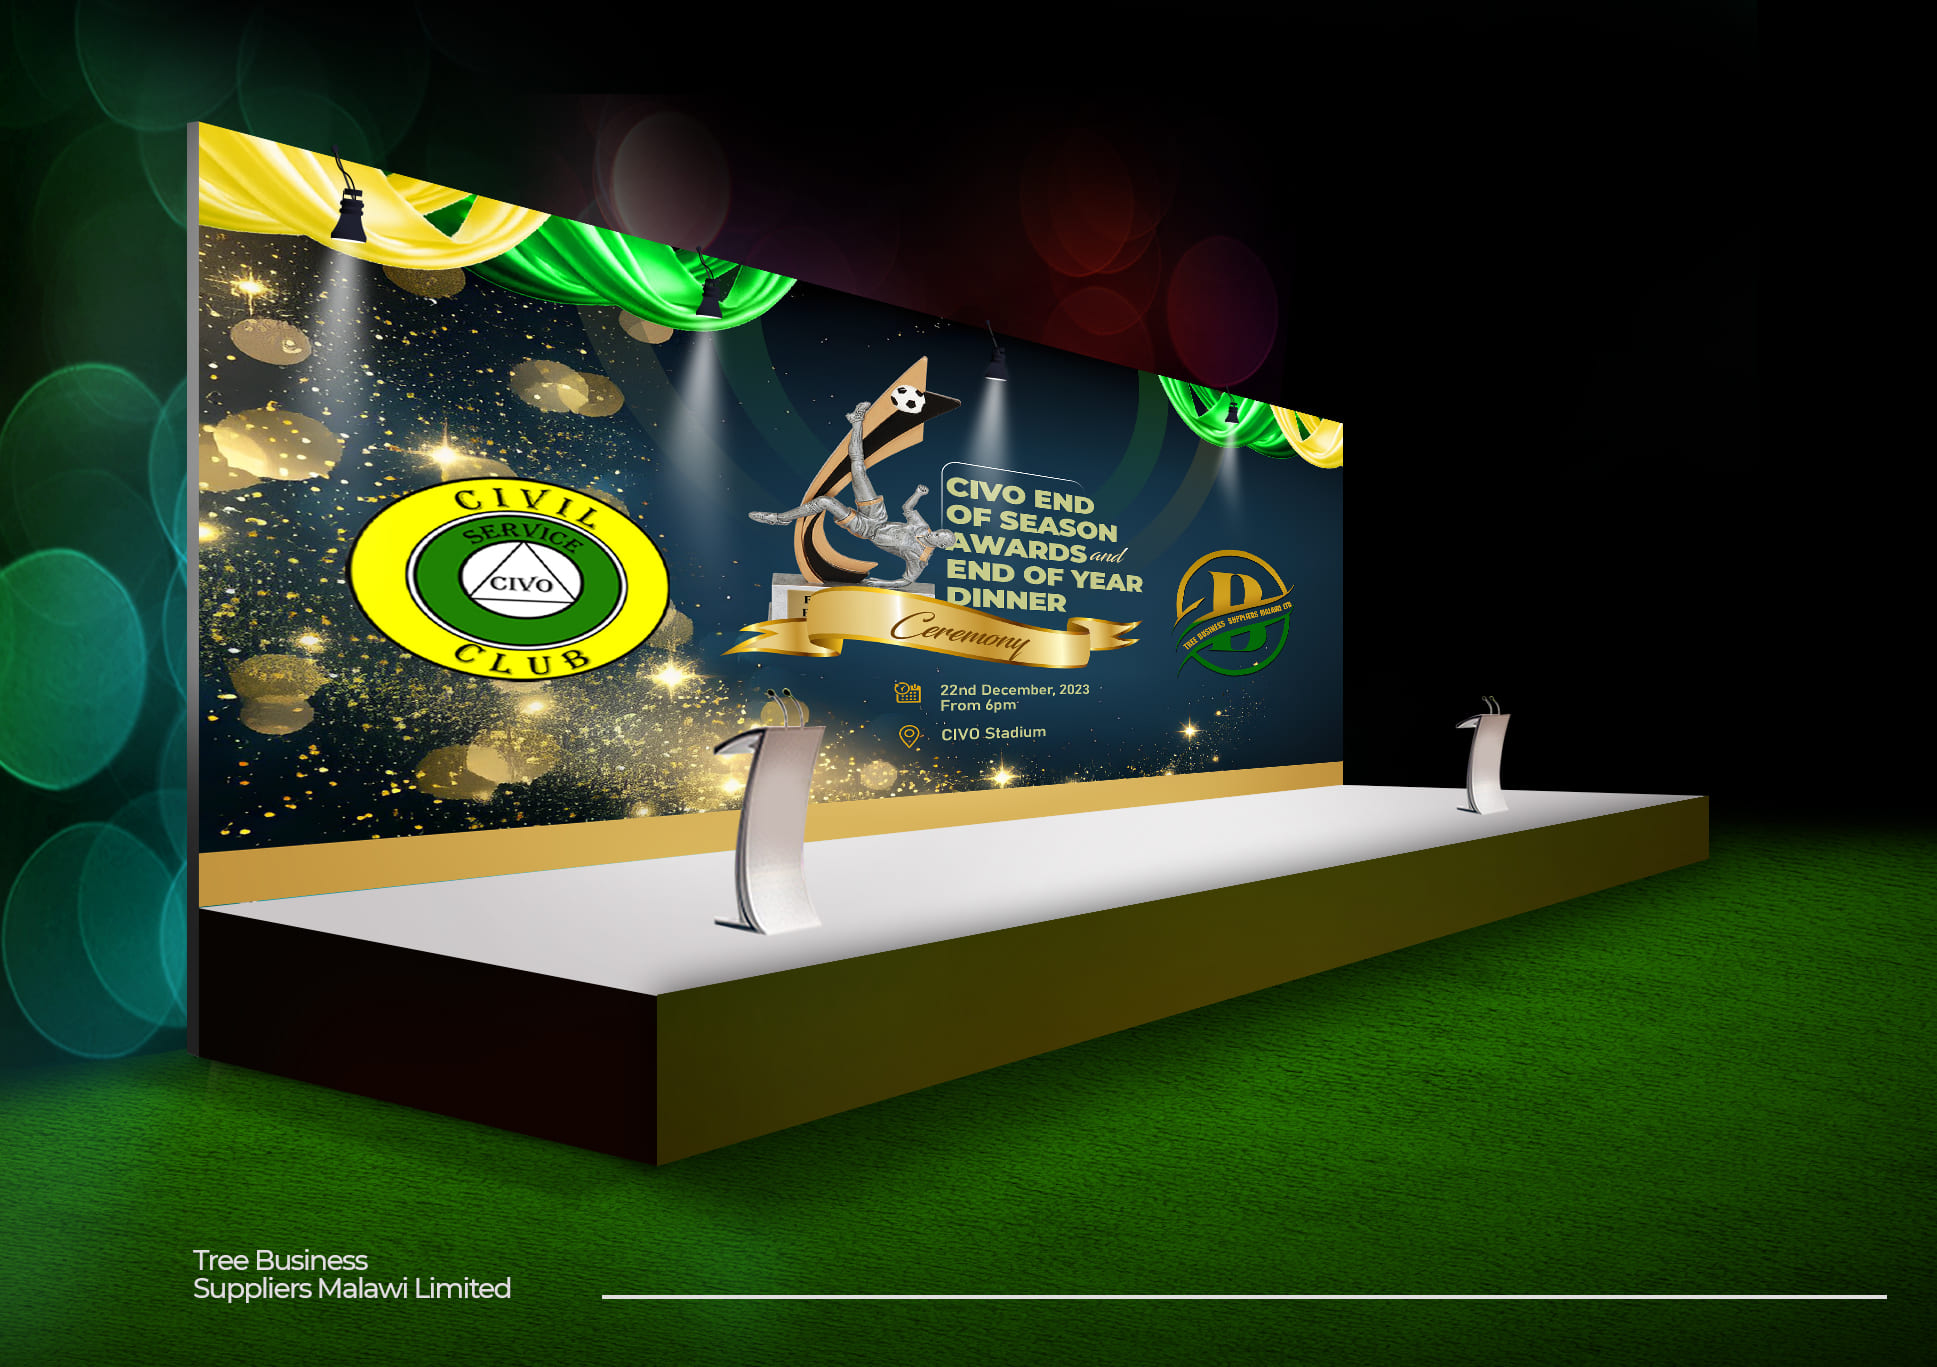 CIVIL
SERVICE
CIVO
CLUB
CIVO END
OF SEASON
AWARDS and
END OF YEAR
DINNER
Ceremony
22nd December, 2023
From 6pm
CIVO Stadium
B
TREE BUSINESS SUPPLIERS MALAWI LTD
Tree Business
Suppliers Malawi Limited